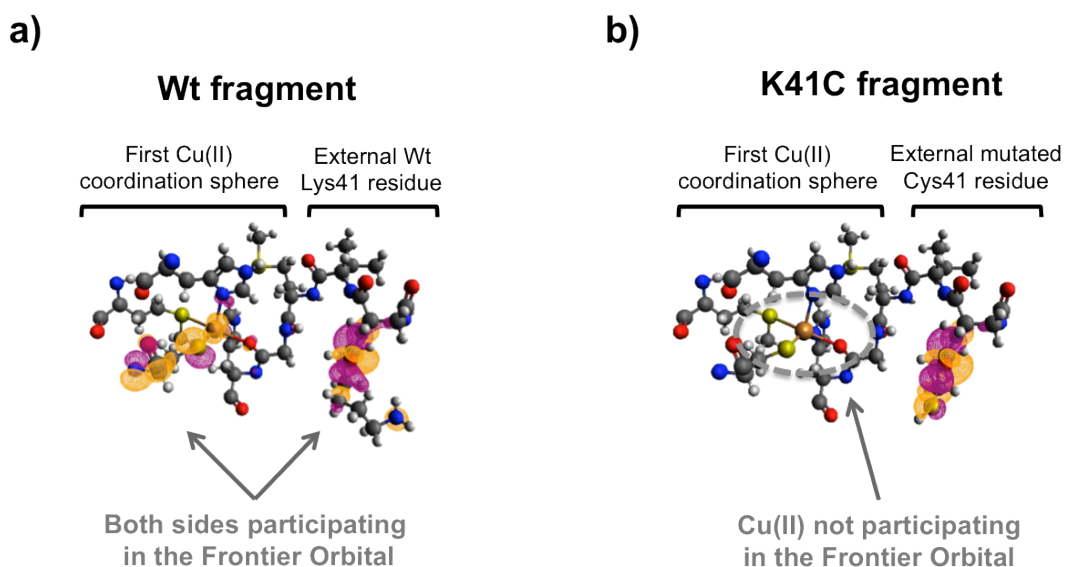 a)
Wt fragment
First Cu(II)
coordination sphere
External Wt
Lys41 residue
Both sides participating
in the Frontier Orbital
b)
K41C fragment
First Cu(II)
coordination sphere
External mutated
Cys41 residue
Cu(II) not participating
in the Frontier Orbital